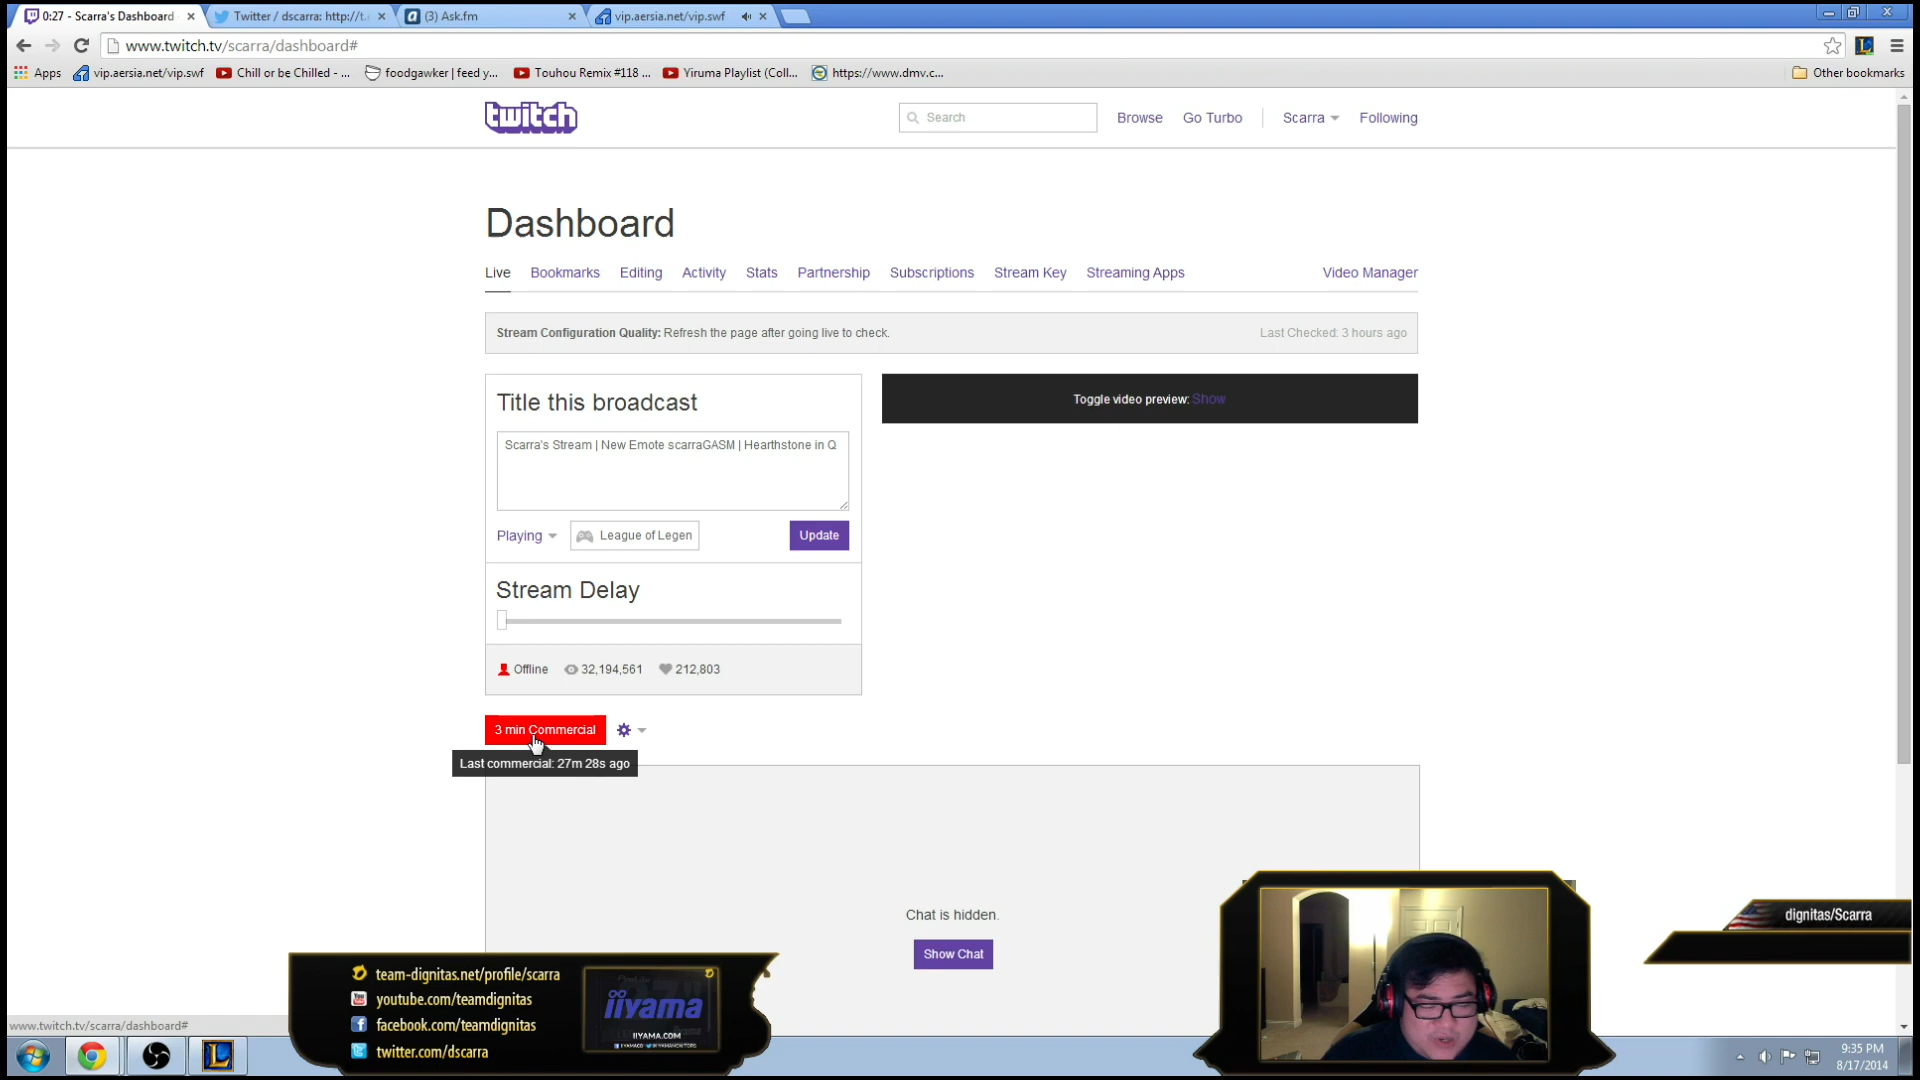 0:27 - Scarra's Dashboard
Twitter / dscarra: http://t.
(3) Ask.fm
vip.aersia.net/vip.swf
www.twitch.tv/scarra/dashboard#
Apps
vip.aersia.net/vip.swf
Chill or be Chilled - ...
foodgawker | feed y...
Touhou Remix #118 ...
Yiruma Playlist (Coll...
https://www.dmv.c...
Other bookmarks
twitch
Search
Browse
Go Turbo
Scarra
Following
Dashboard
Live
Bookmarks
Editing
Activity
Stats
Partnership
Subscriptions
Stream Key
Streaming Apps
Video Manager
Stream Configuration Quality: Refresh the page after going live to check.
Last Checked: 3 hours ago
Title this broadcast
Toggle video preview: Show
Scarra's Stream | New Emote scarraGASM | Hearthstone in Q
Playing
League of Legen
Update
Stream Delay
Offline
32,194,561
212,803
3 min Commercial
Last commercial: 27m 28s ago
Chat is hidden.
Show Chat
dignitas/Scarra
team-dignitas.net/profile/scarra
youtube.com/teamdignitas
facebook.com/teamdignitas
twitter.com/dscarra
iiyama
IIYAMA.COM
www.twitch.tv/scarra/dashboard#
9:35 PM
8/17/2014